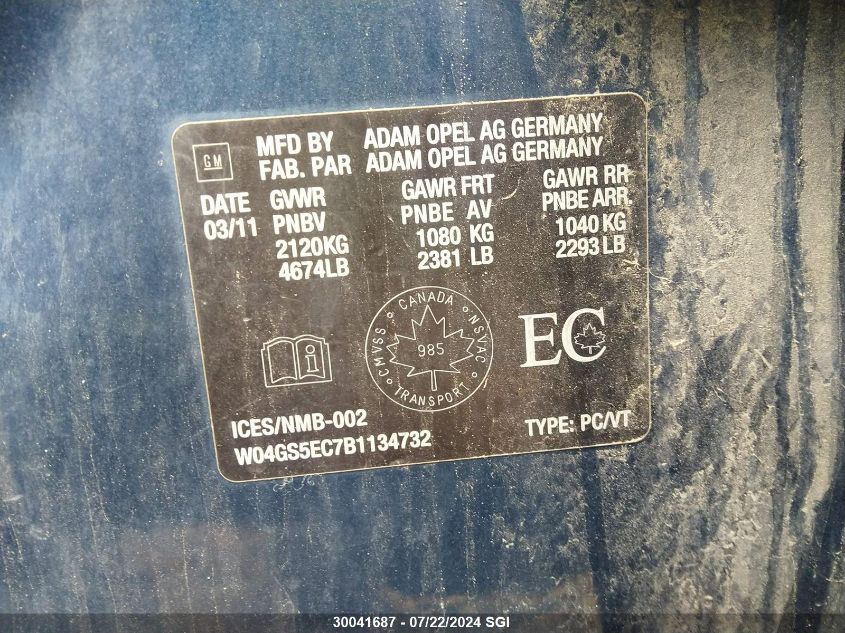 GM
MFD BY ADAM OPEL AG GERMANY
FAB. PAR ADAM OPEL AG GERMANY
DATE GVWR GAWR FRT GAWR RR
03/11 PNBV PNBE AV PNBE ARR.
2120KG 1080 KG 1040 KG
4674LB 2381 LB 2293 LB
CANADA
CMVSS 985 NSVAC
TRANSPORT
EC
ICES/NMB-002 TYPE: PC/VT
W04GS5EC7B1134732
30041687 - 07/22/2024 SGI